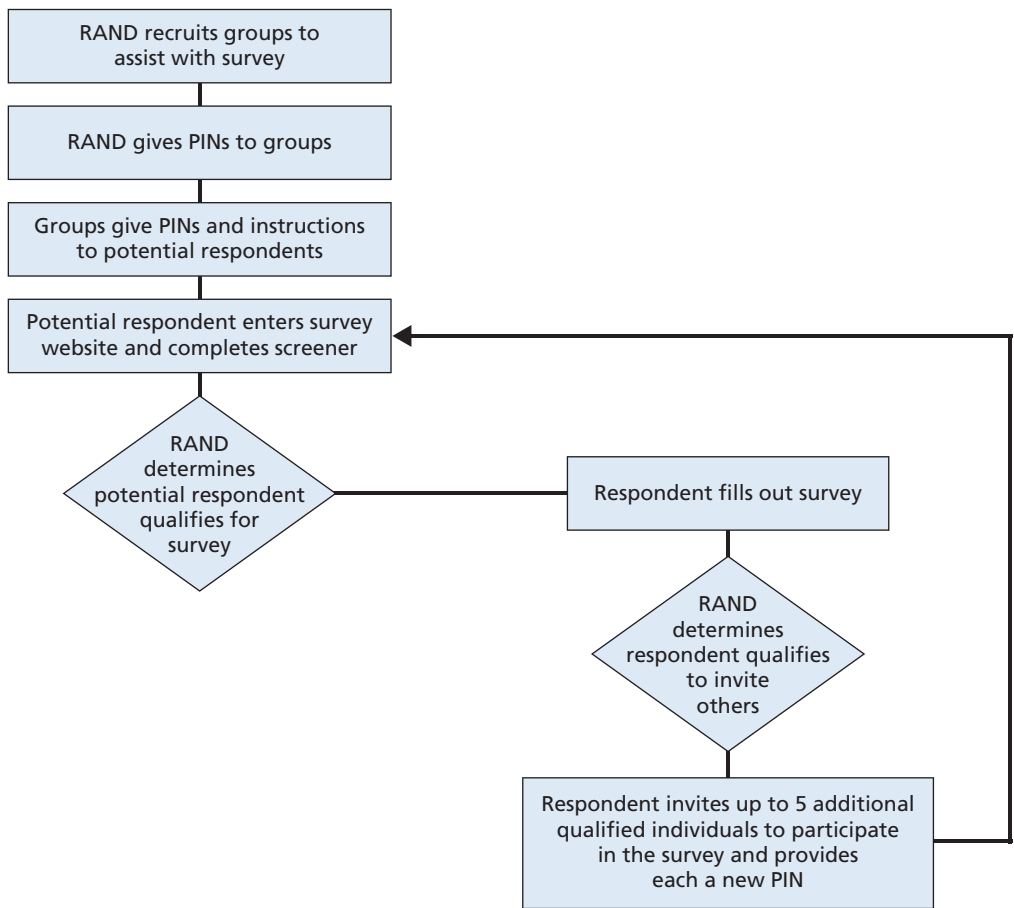 RAND recruits groups to
assist with survey
RAND gives PINs to groups
Groups give PINs and instructions
to potential respondents
Potential respondent enters survey
website and completes screener
RAND
determines
potential respondent
qualifies for
survey
Respondent fills out survey
RAND
determines
respondent qualifies
to invite
others
Respondent invites up to 5 additional
qualified individuals to participate
in the survey and provides
each a new PIN